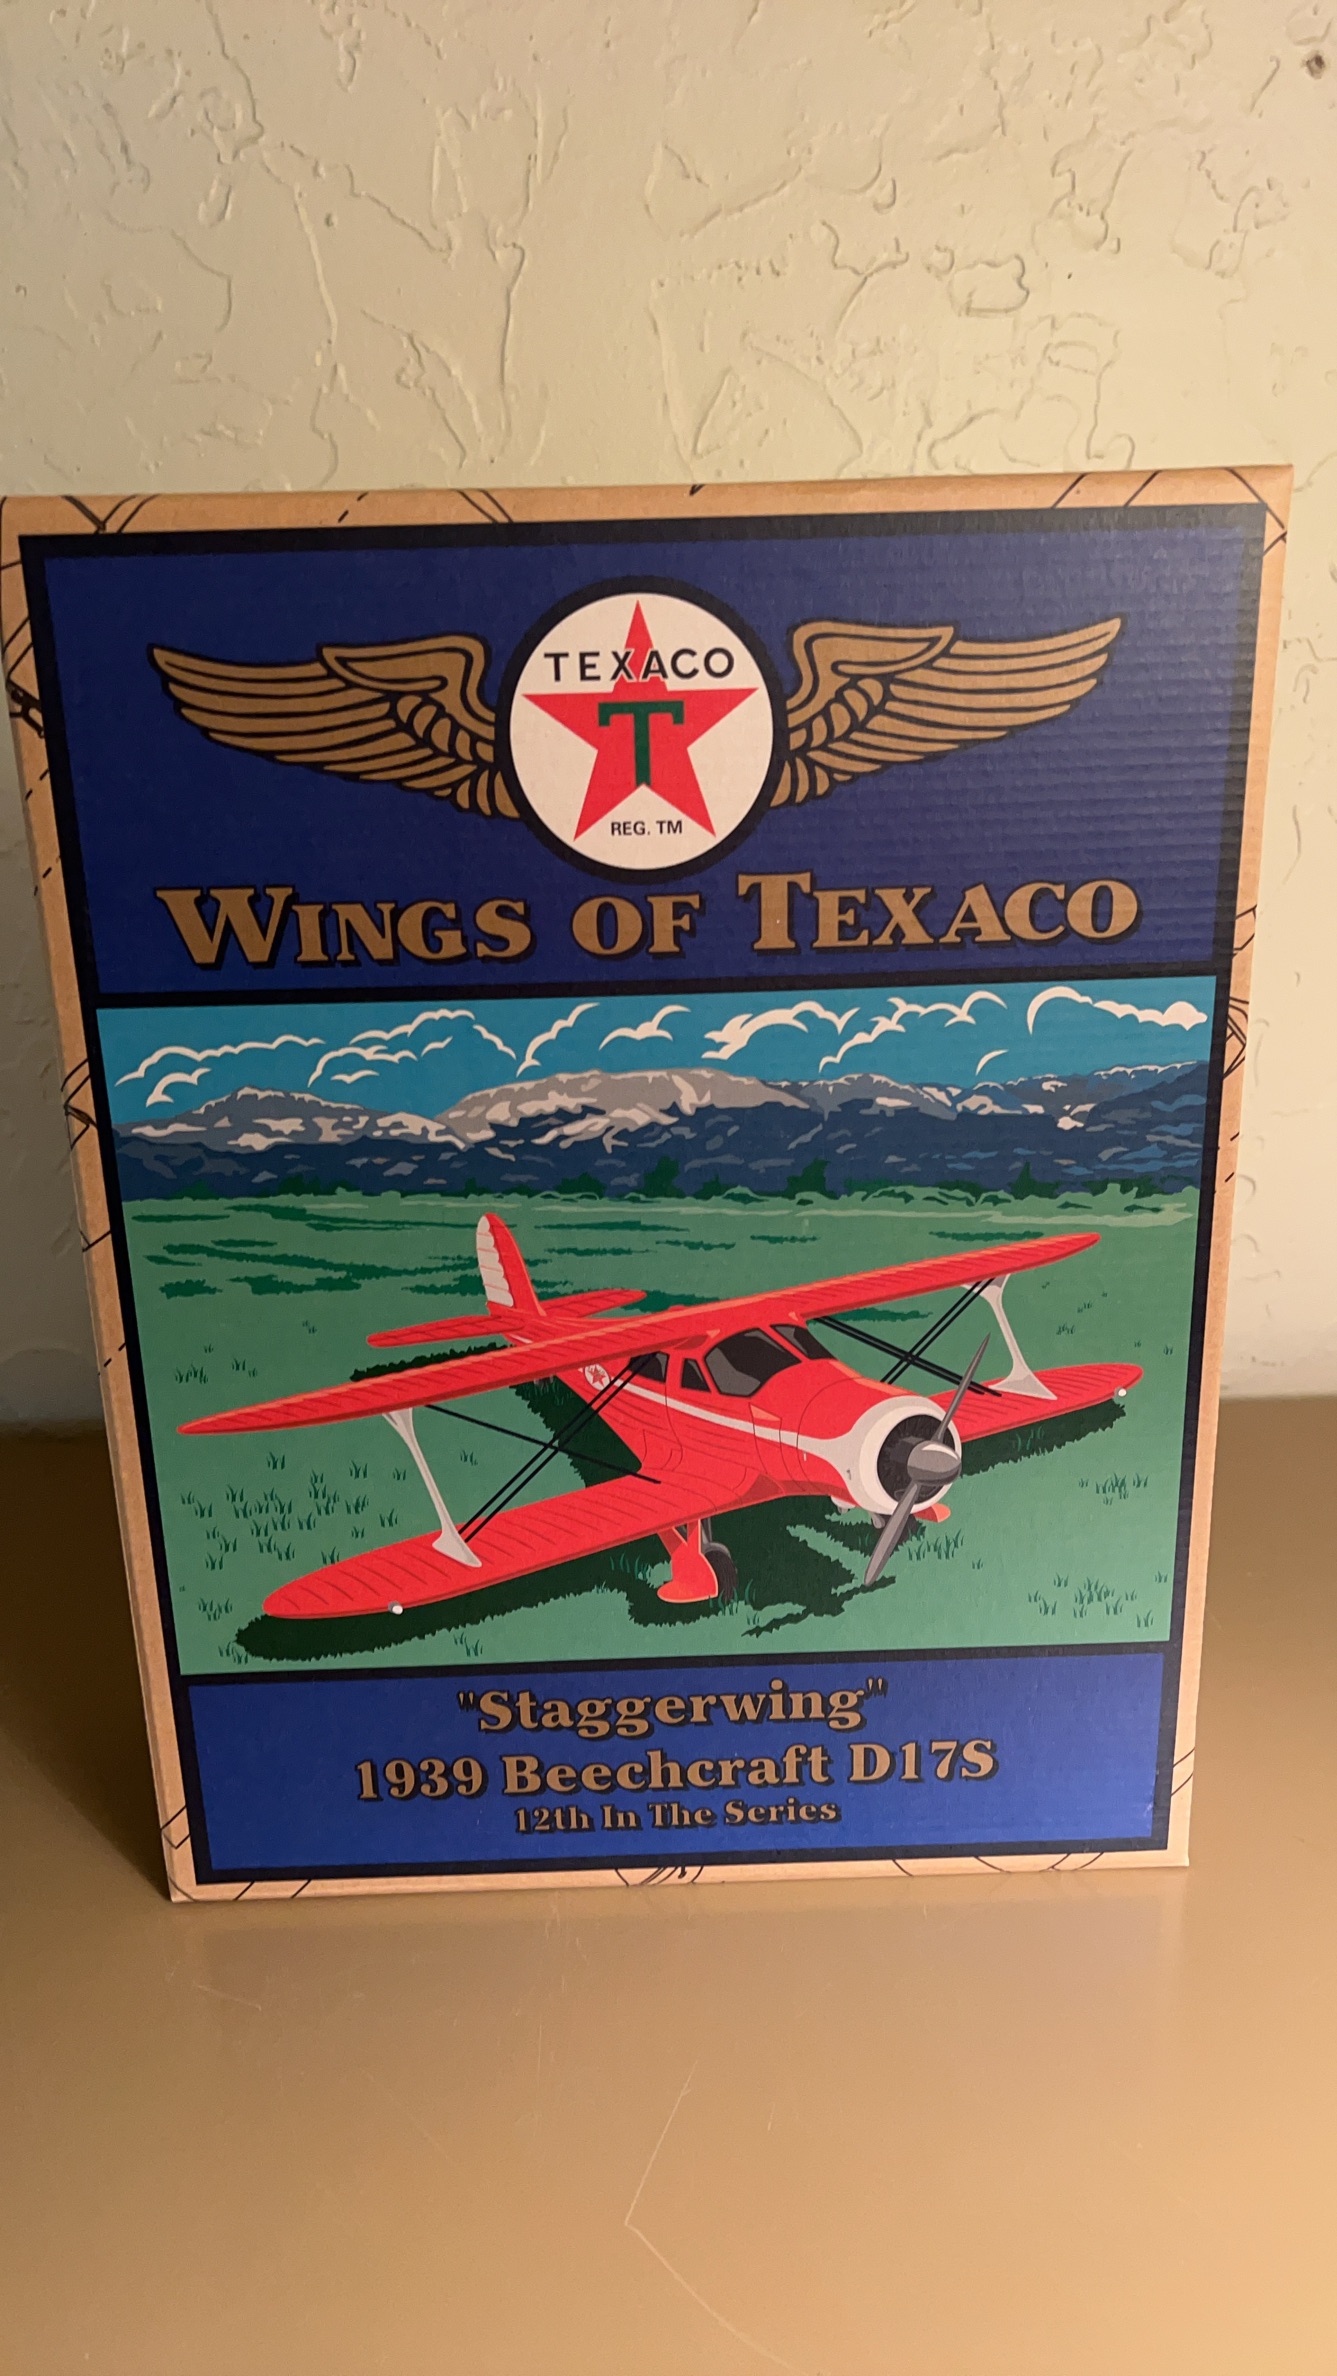 TEXACO
T
REG. TM
WINGS OF TEXACO
"Staggerwing"
1939 Beechcraft D17S
12th In The Series